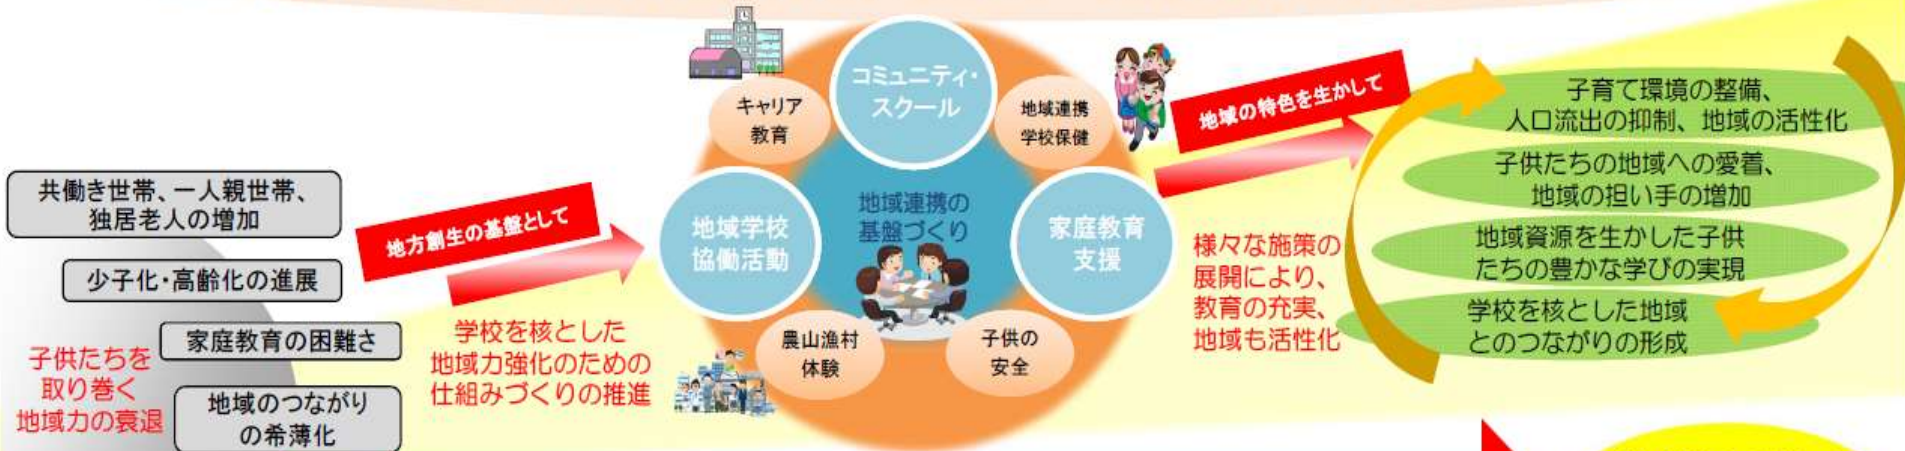 共働き世帯、一人親世帯、
独居老人の増加
少子化・高齢化の進展
家庭教育の困難さ
地域のつながり
の希薄化
子供たちを
取り巻く
地域力の衰退
地方創生の基盤として
学校を核とした
地域力強化のための
仕組みづくりの推進
コミュニティ・
スクール
キャリア
教育
地域連携
学校保健
地域学校
協働活動
地域連携の
基盤づくり
家庭教育
支援
農山漁村
体験
子供の
安全
地域の特色を生かして
様々な施策の
展開により、
教育の充実、
地域も活性化
子育て環境の整備、
人口流出の抑制、地域の活性化
子供たちの地域への愛着、
地域の担い手の増加
地域資源を生かした子供
たちの豊かな学びの実現
学校を核とした地域
とのつながりの形成